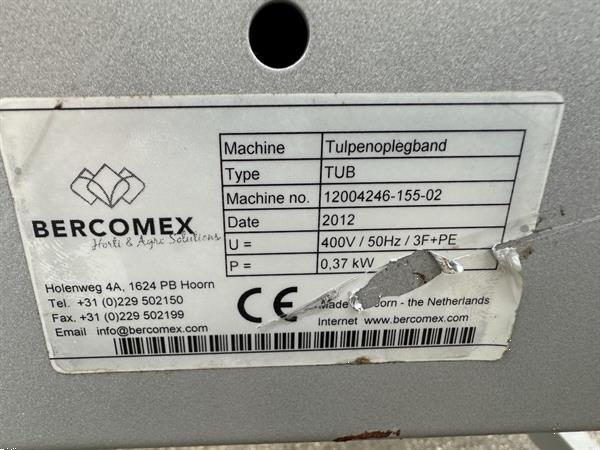 BERCOMEX
Horti & Agro Solutions
Machine Tulpenoplegband
Type TUB
Machine no. 12004246-155-02
Date 2012
U = 400V / 50Hz / 3F+PE
P = 0,37 kW
Holenweg 4A, 1624 PB Hoorn
Tel. +31 (0)229 502150
Fax. +31 (0)229 502199
Email info@bercomex.com
CE
Made oorn - the Netherlands
Internet www.bercomex.com